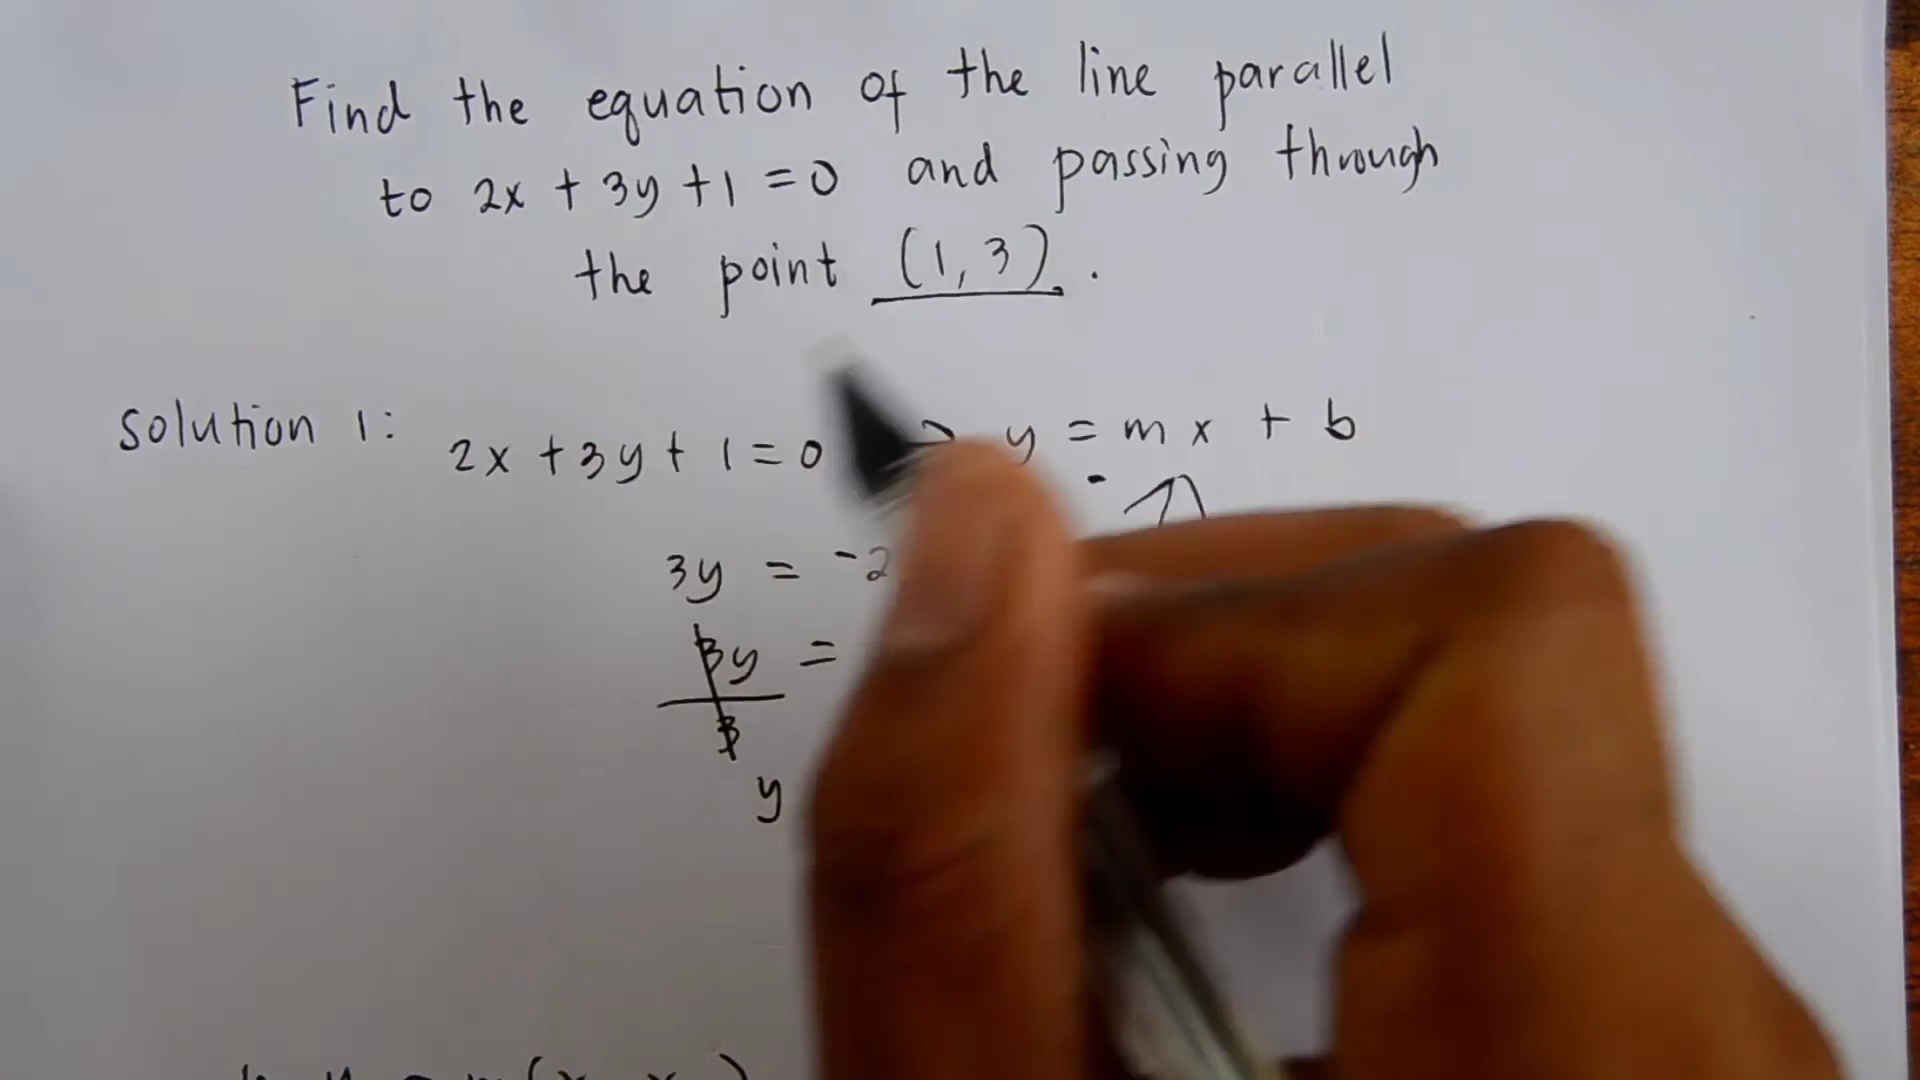 Find the equation of the line parallel
to 2x + 3y + 1 = 0 and passing through
the point (1, 3).
Solution 1: 2x + 3y + 1 = 0 y = mx + b
3y = -2
3y =
3
y